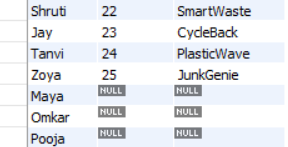 Shruti 22 SmartWaste
Jay 23 CycleBack
Tanvi 24 PlasticWave
Zoya 25 JunkGenie
Maya NULL NULL
Omkar NULL NULL
Pooja NULL NULL